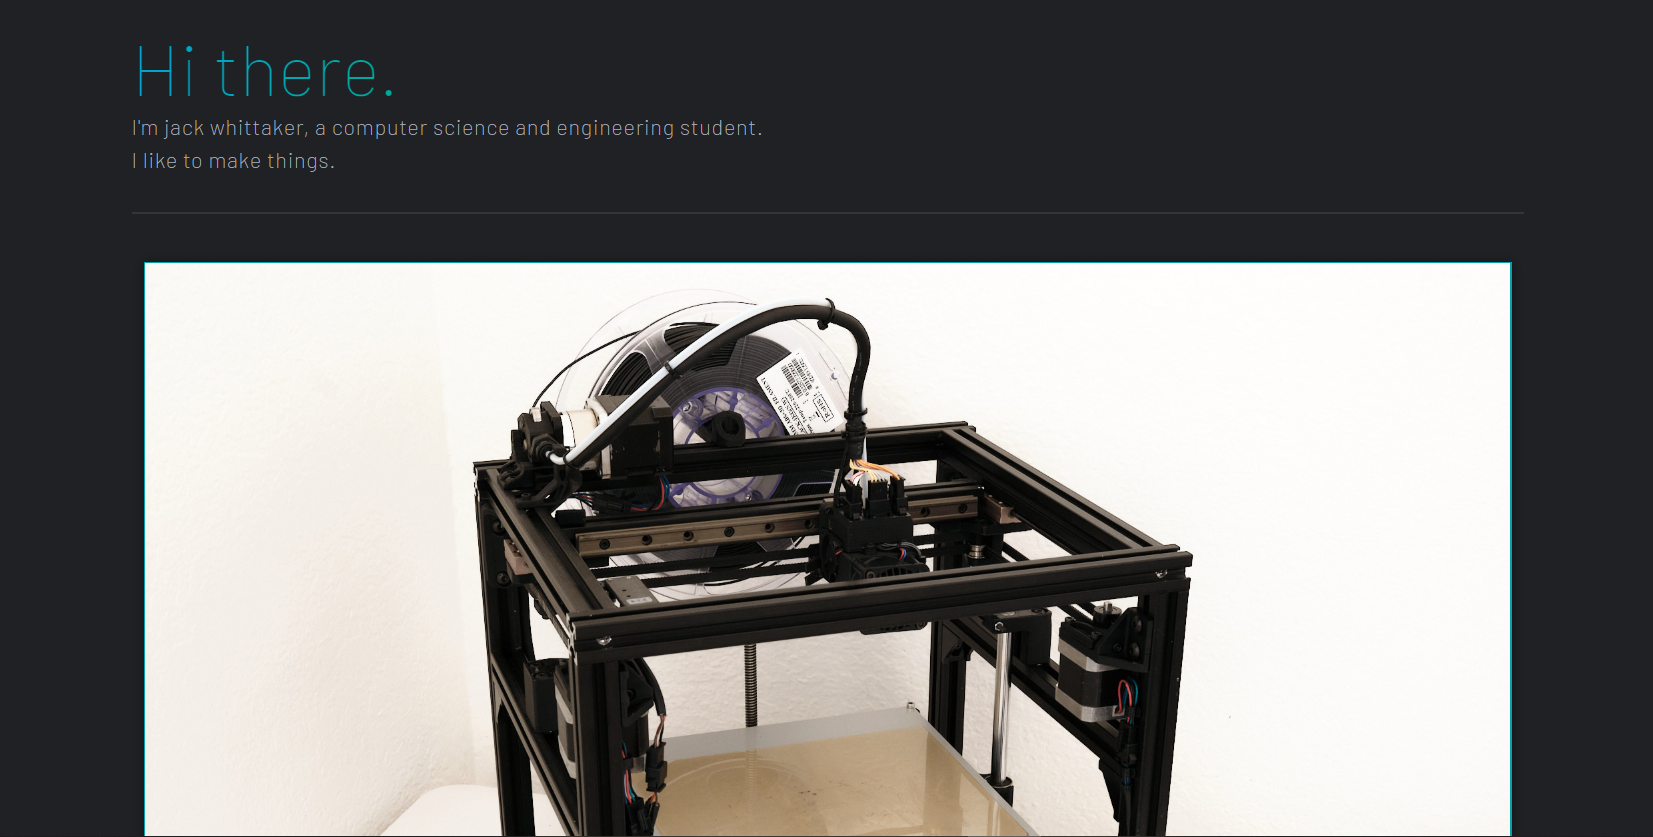 Hi there.
I'm jack whittaker, a computer science and engineering student.
I like to make things.